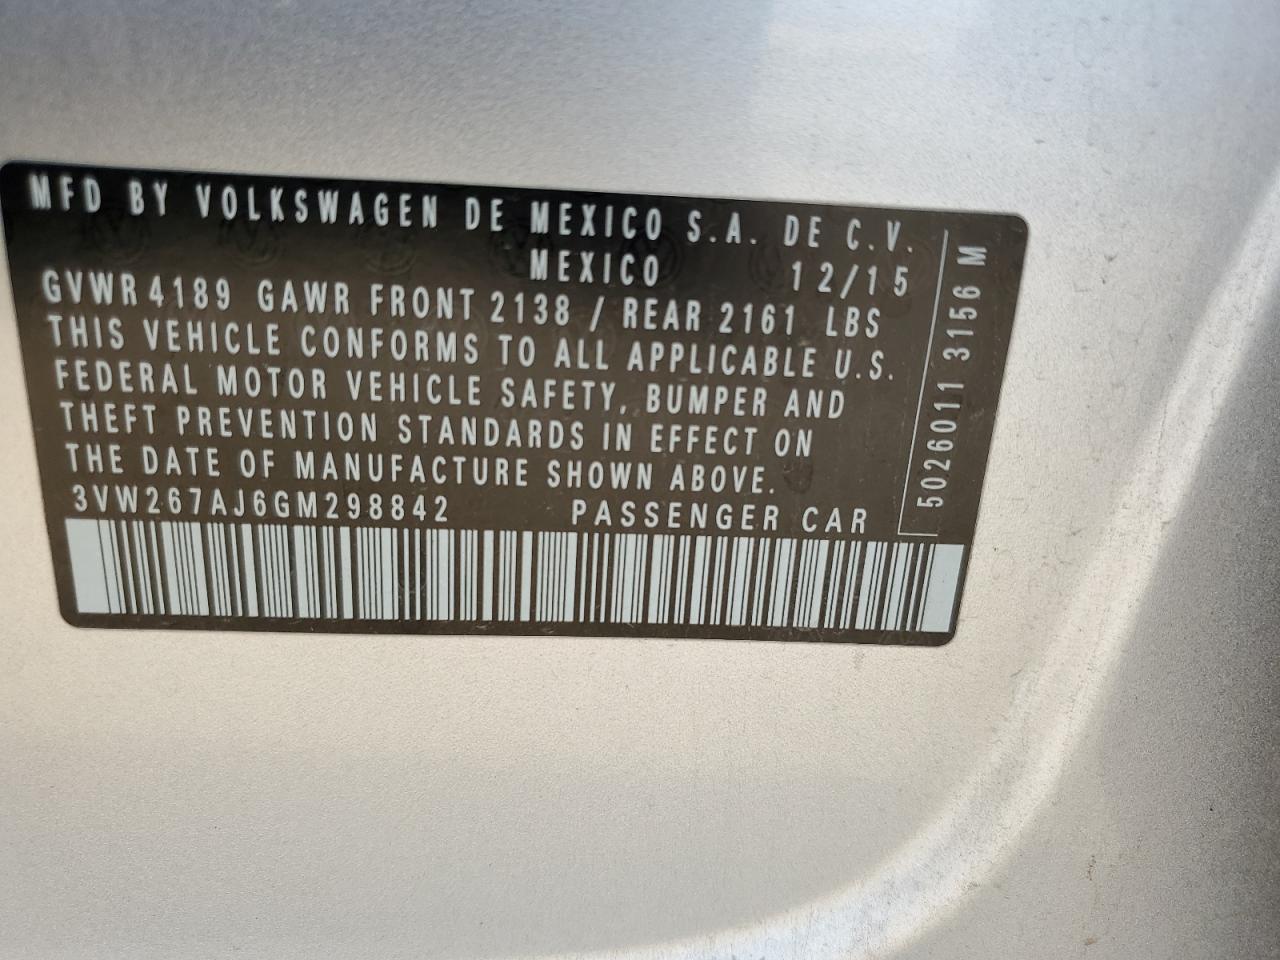 MFD BY VOLKSWAGEN DE MEXICO S.A. DE C.V.
MEXICO 12/15
GVWR 4189 GAWR FRONT 2138 / REAR 2161 LBS
THIS VEHICLE CONFORMS TO ALL APPLICABLE U.S.
FEDERAL MOTOR VEHICLE SAFETY, BUMPER AND
THEFT PREVENTION STANDARDS IN EFFECT ON
THE DATE OF MANUFACTURE SHOWN ABOVE.
3VW267AJ6GM298842 PASSENGER CAR
5026011 3156 M